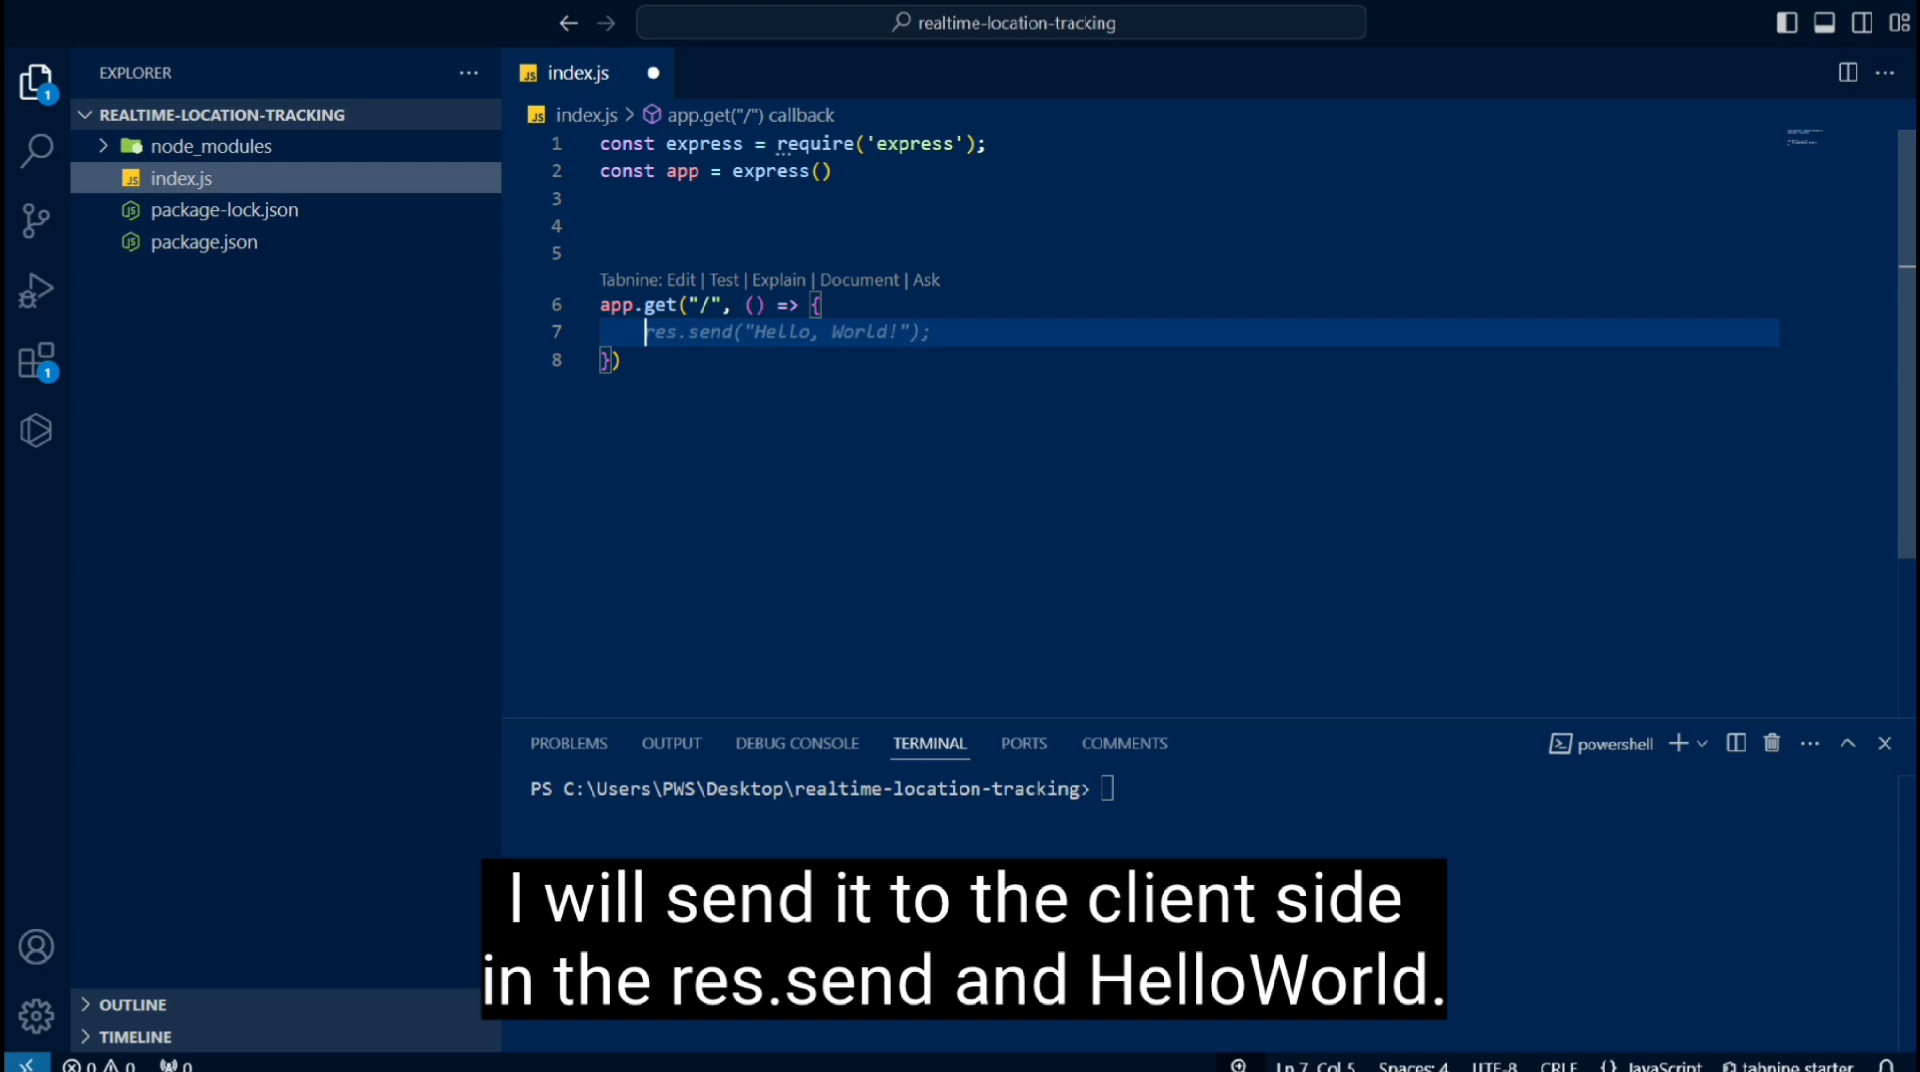 realtime-location-tracking
EXPLORER
index.js
REALTIME-LOCATION-TRACKING
node_modules
index.js
package-lock.json
package.json
index.js > app.get("/") callback
1 const express = require('express');
2 const app = express()
3
4
5
Tabnine: Edit | Test | Explain | Document | Ask
6 app.get("/", () => {
7 res.send("Hello, World!");
8 })
PROBLEMS OUTPUT DEBUG CONSOLE TERMINAL PORTS COMMENTS
powershell
PS C:\Users\PWS\Desktop\realtime-location-tracking>
I will send it to the client side
in the res.send and HelloWorld.
OUTLINE
TIMELINE
0 0 0 Ln 7, Col 5 Spaces: 4 UTF-8 CRLF {} JavaScript tabnine starter